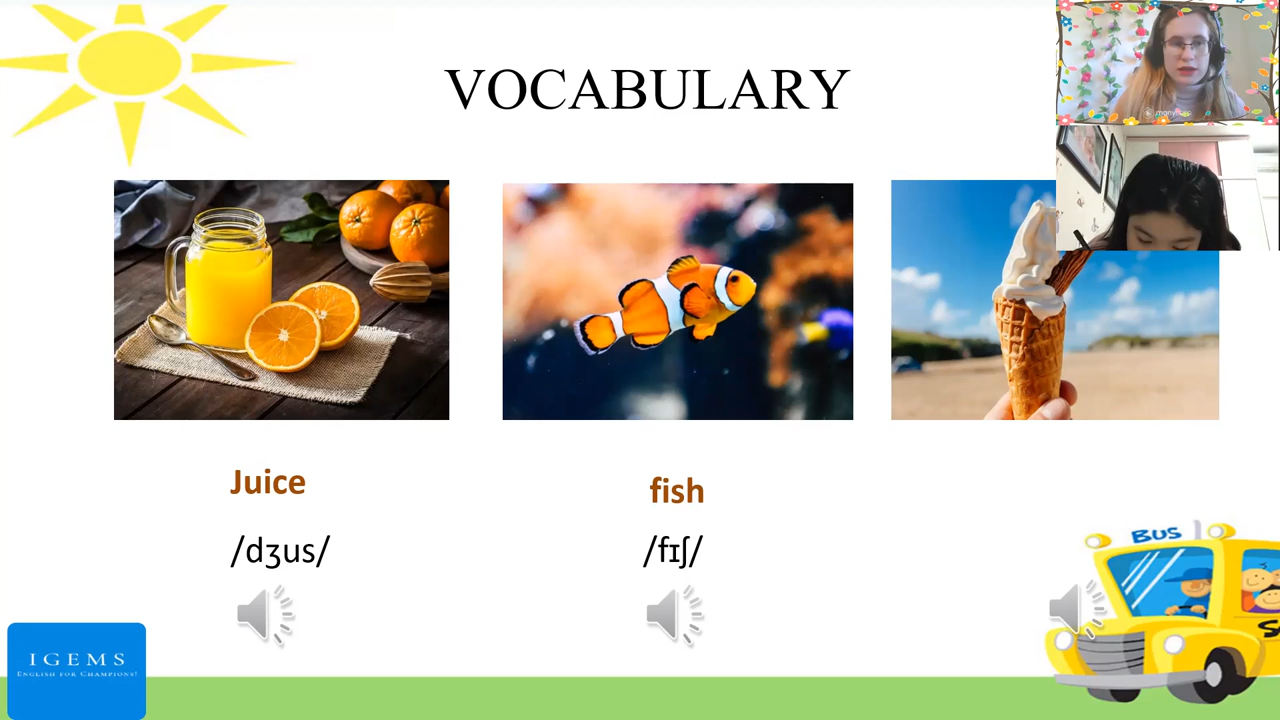 VOCABULARY
Juice
fish
/dʒus/
/fɪʃ/
BUS
IGEMS
ENGLISH FOR CHAMPIONS!